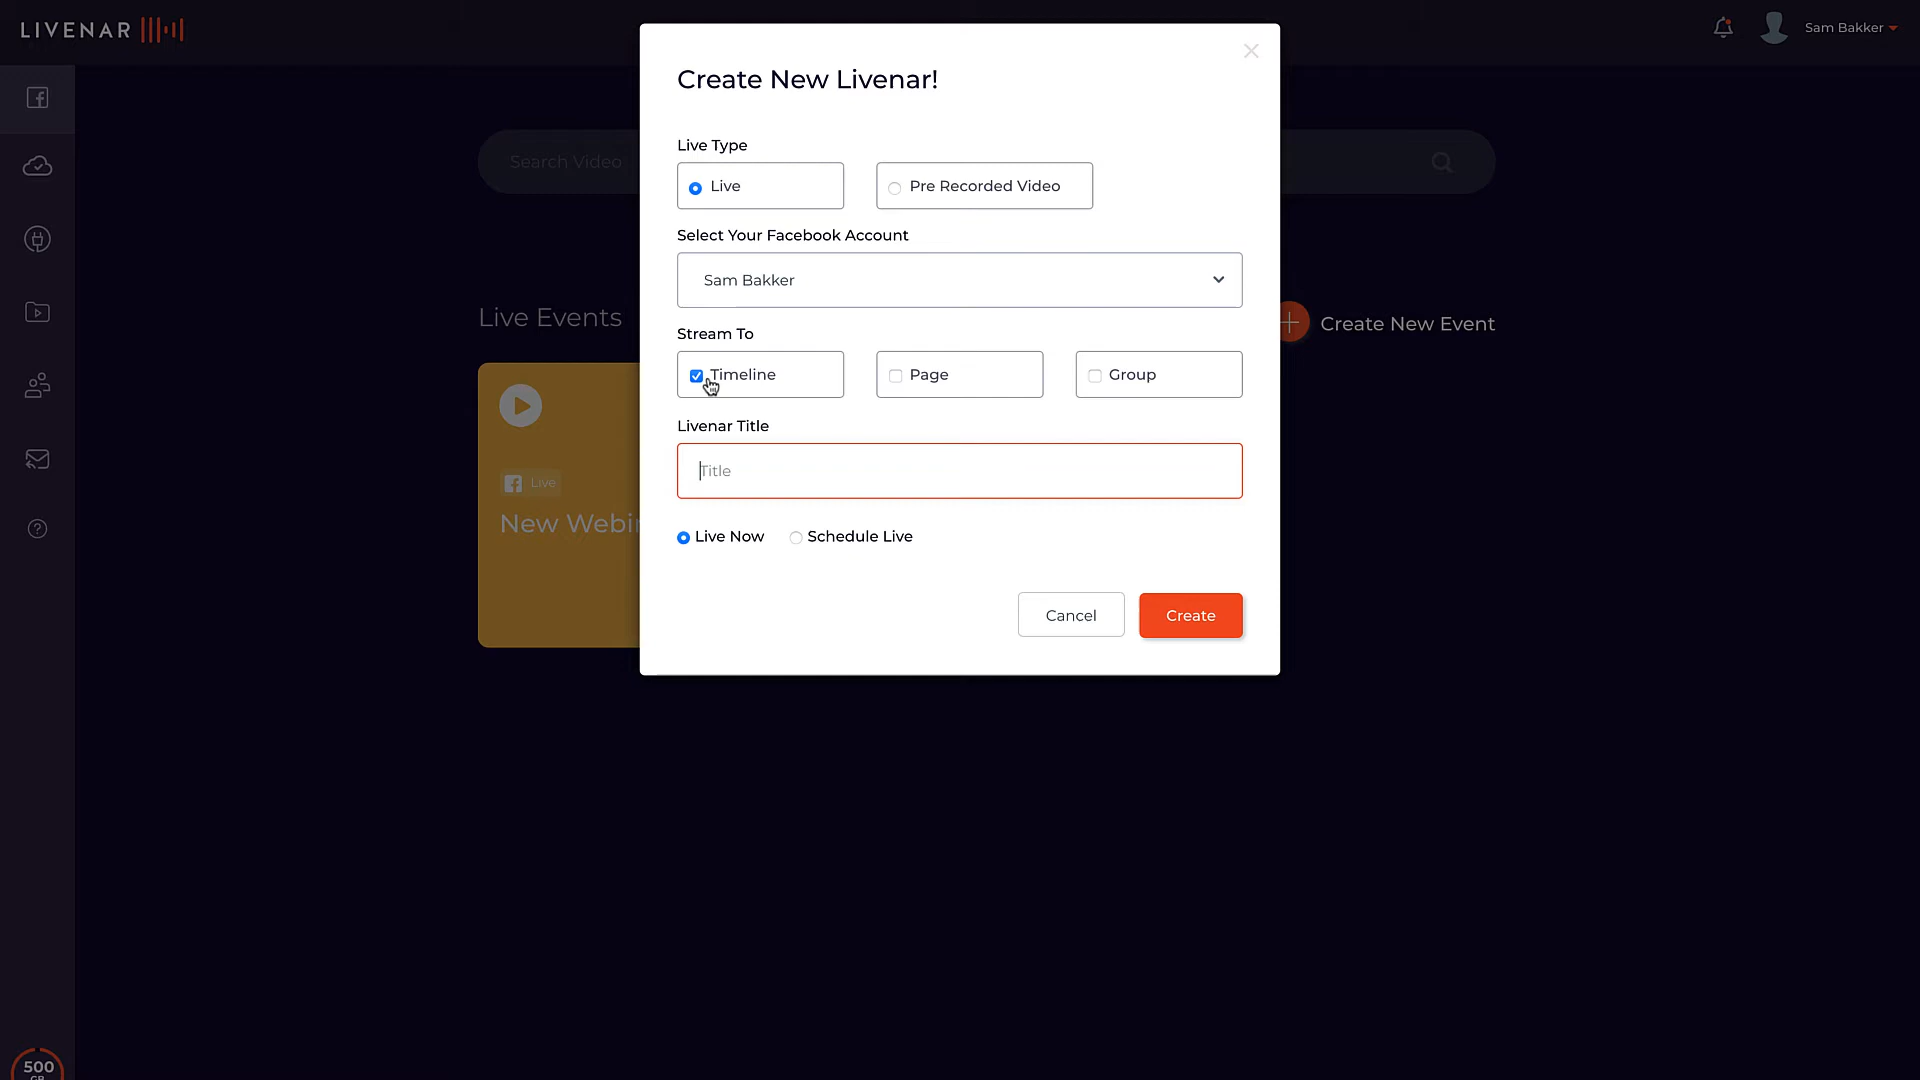 LIVENAR
Sam Bakker
Create New Livenar!
Live Type
Live
Pre Recorded Video
Search Video
Select Your Facebook Account
Sam Bakker
Live Events
Create New Event
Stream To
Timeline
Page
Group
Livenar Title
Title
Live
New Webin
Live Now
Schedule Live
Cancel
Create
500
GB